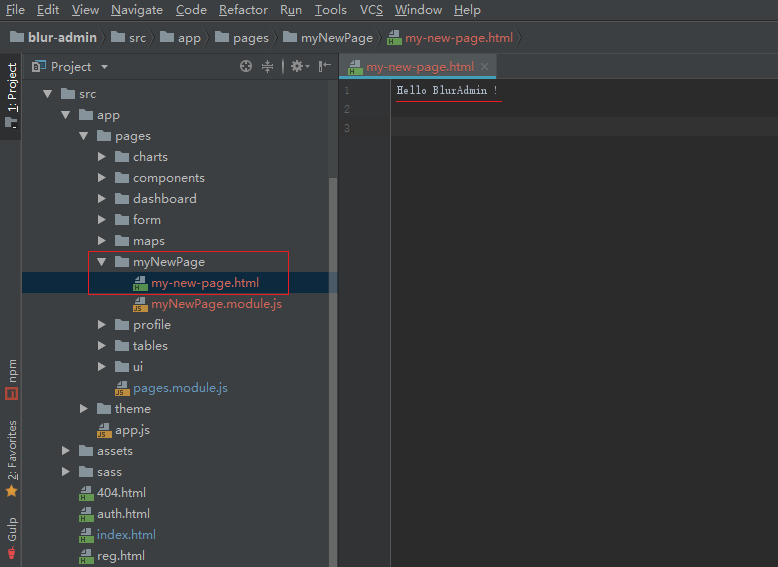 File Edit View Navigate Code Refactor Run Tools VCS Window Help
blur-admin src app pages myNewPage my-new-page.html
1: Project
Project
my-new-page.html
src
app
pages
charts
components
dashboard
form
maps
myNewPage
my-new-page.html
myNewPage.module.js
profile
tables
ui
pages.module.js
theme
app.js
assets
sass
404.html
auth.html
index.html
reg.html
npm
2: Favorites
Gulp
1 Hello BlurAdmin !
2
3